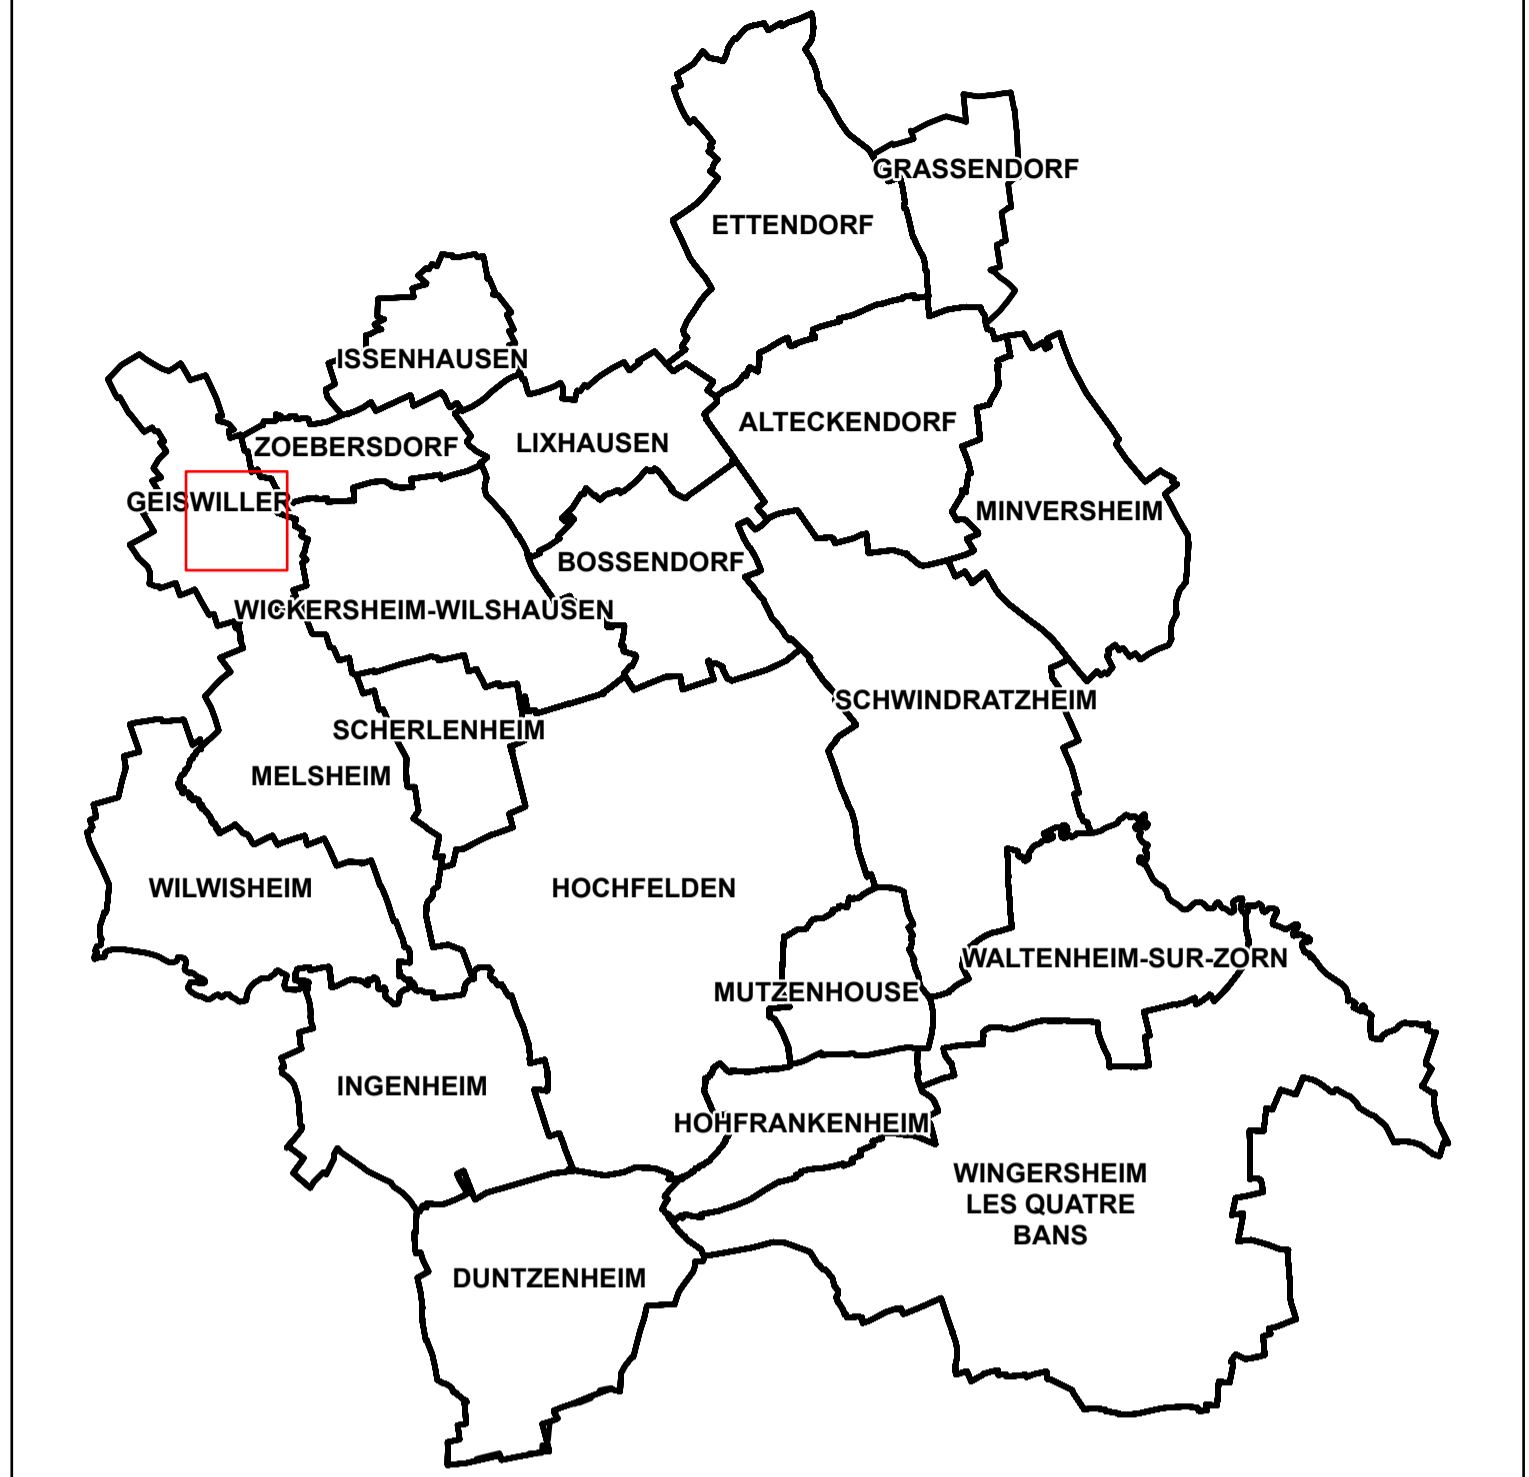 GRASSENDORF
ETTENDORF
ISSENHAUSEN
ALTECKENDORF
LIXHAUSEN
ZOEBERSDORF
GEISWILLER
MINVERSHEIM
BOSSENDORF
WICKERSHEIM-WILSHAUSEN
SCHWINDRATZHEIM
SCHERLENHEIM
MELSHEIM
WILWISHEIM
HOCHFELDEN
WALTENHEIM-SUR-ZORN
MUTZENHOUSE
INGENHEIM
HOHFRANKENHEIM
WINGERSHEIM
LES QUATRE
BANS
DUNTZENHEIM